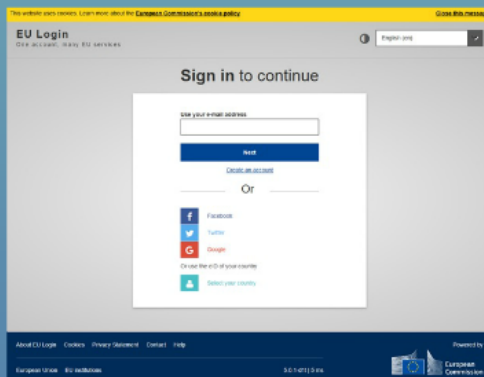 This website uses cookies. Learn more about the European Commission's cookie policy.
Close this message
EU Login
One account, many EU services
English (en)
Sign in to continue
Use your e-mail address
Next
Create an account
Or
Facebook
Twitter
Google
Or use the eID of your country
Select your country
About EU Login Cookies Privacy Statement Contact Help
Powered by
European Union EU institutions
European
Commission